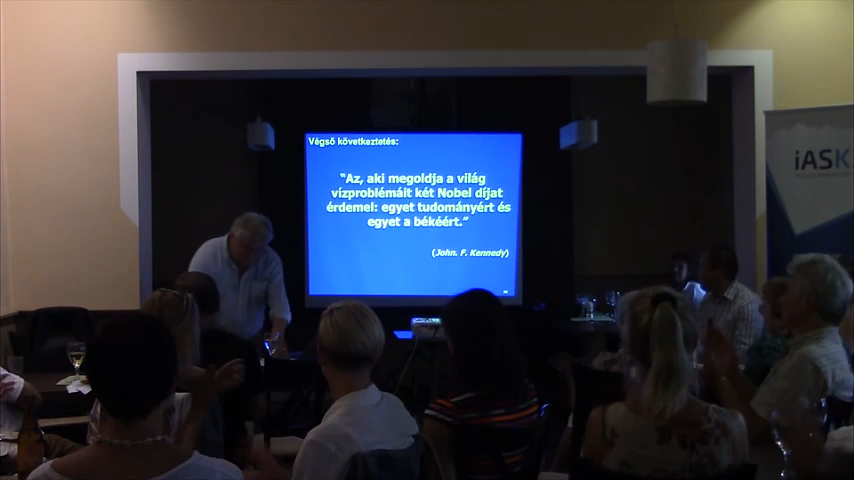 Végső következtetés:
"Az, aki megoldja a világ
vízproblémáit két Nobel díjat
érdemel: egyet tudományért és
egyet a békéért."
(John. F. Kennedy)
iASK